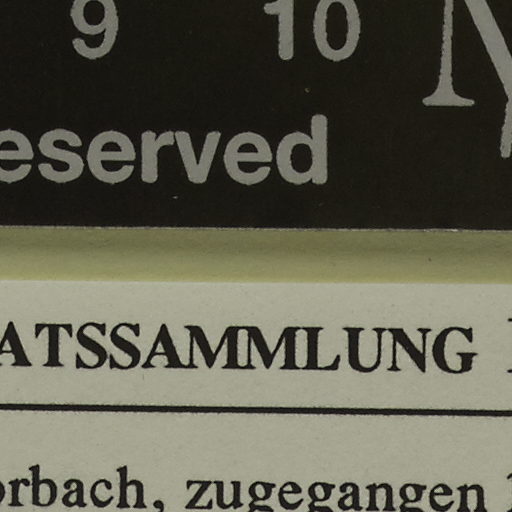 9 10
eserved
ATSSAMMLUNG
orbach, zugegangen